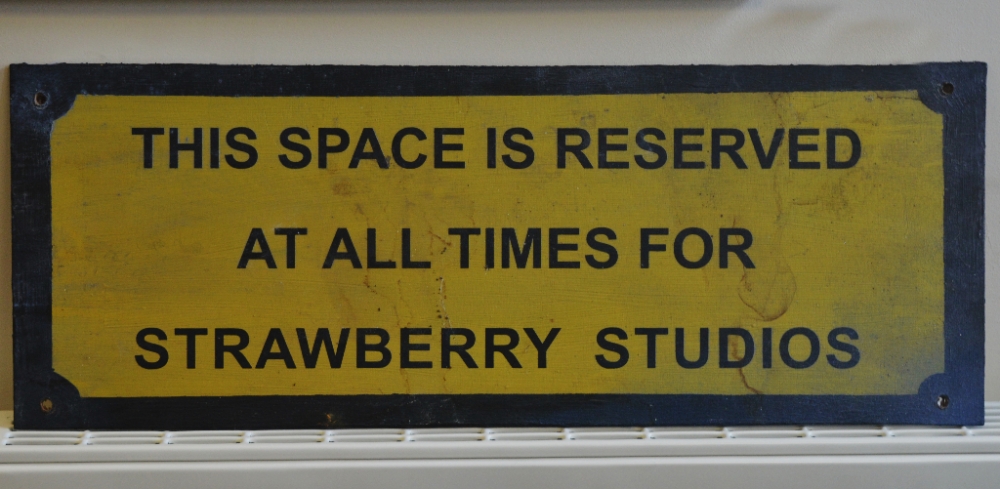 THIS SPACE IS RESERVED
AT ALL TIMES FOR
STRAWBERRY STUDIOS